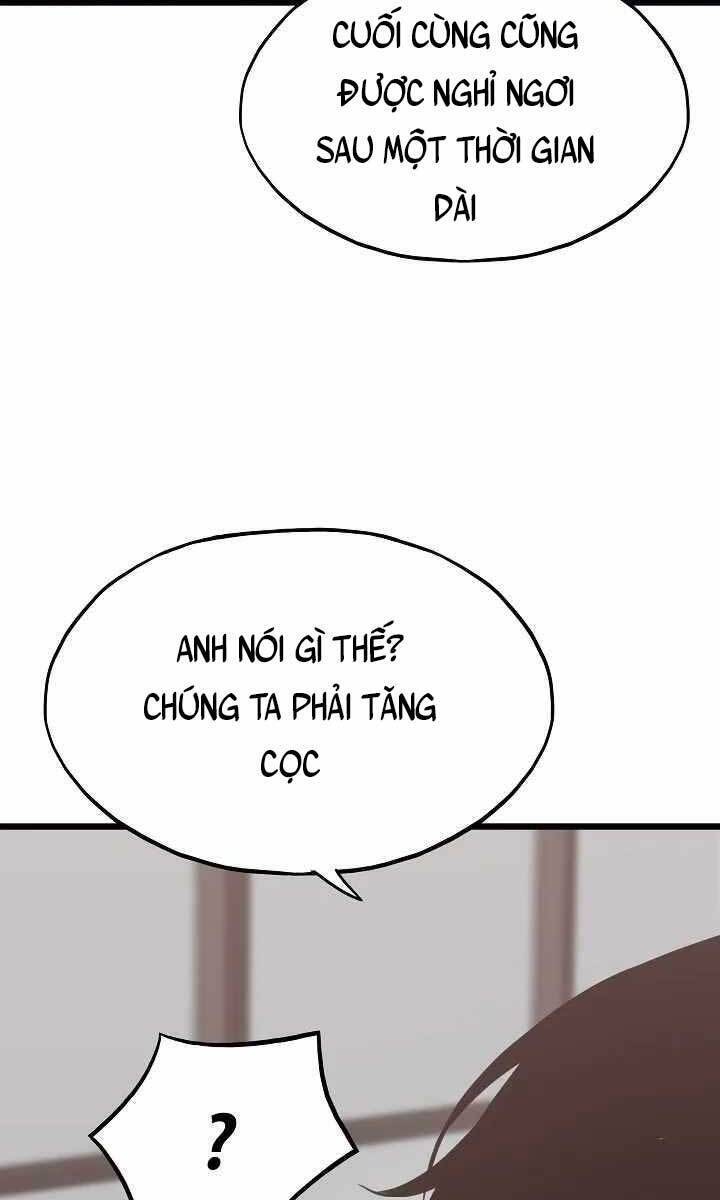 CUỐI CÙNG CŨNG
ĐƯỢC NGHỈ NGƠI
SAU MỘT THỜI GIAN
DÀI
ANH NÓI GÌ THẾ?
CHÚNG TA PHẢI TĂNG
CỌC
?